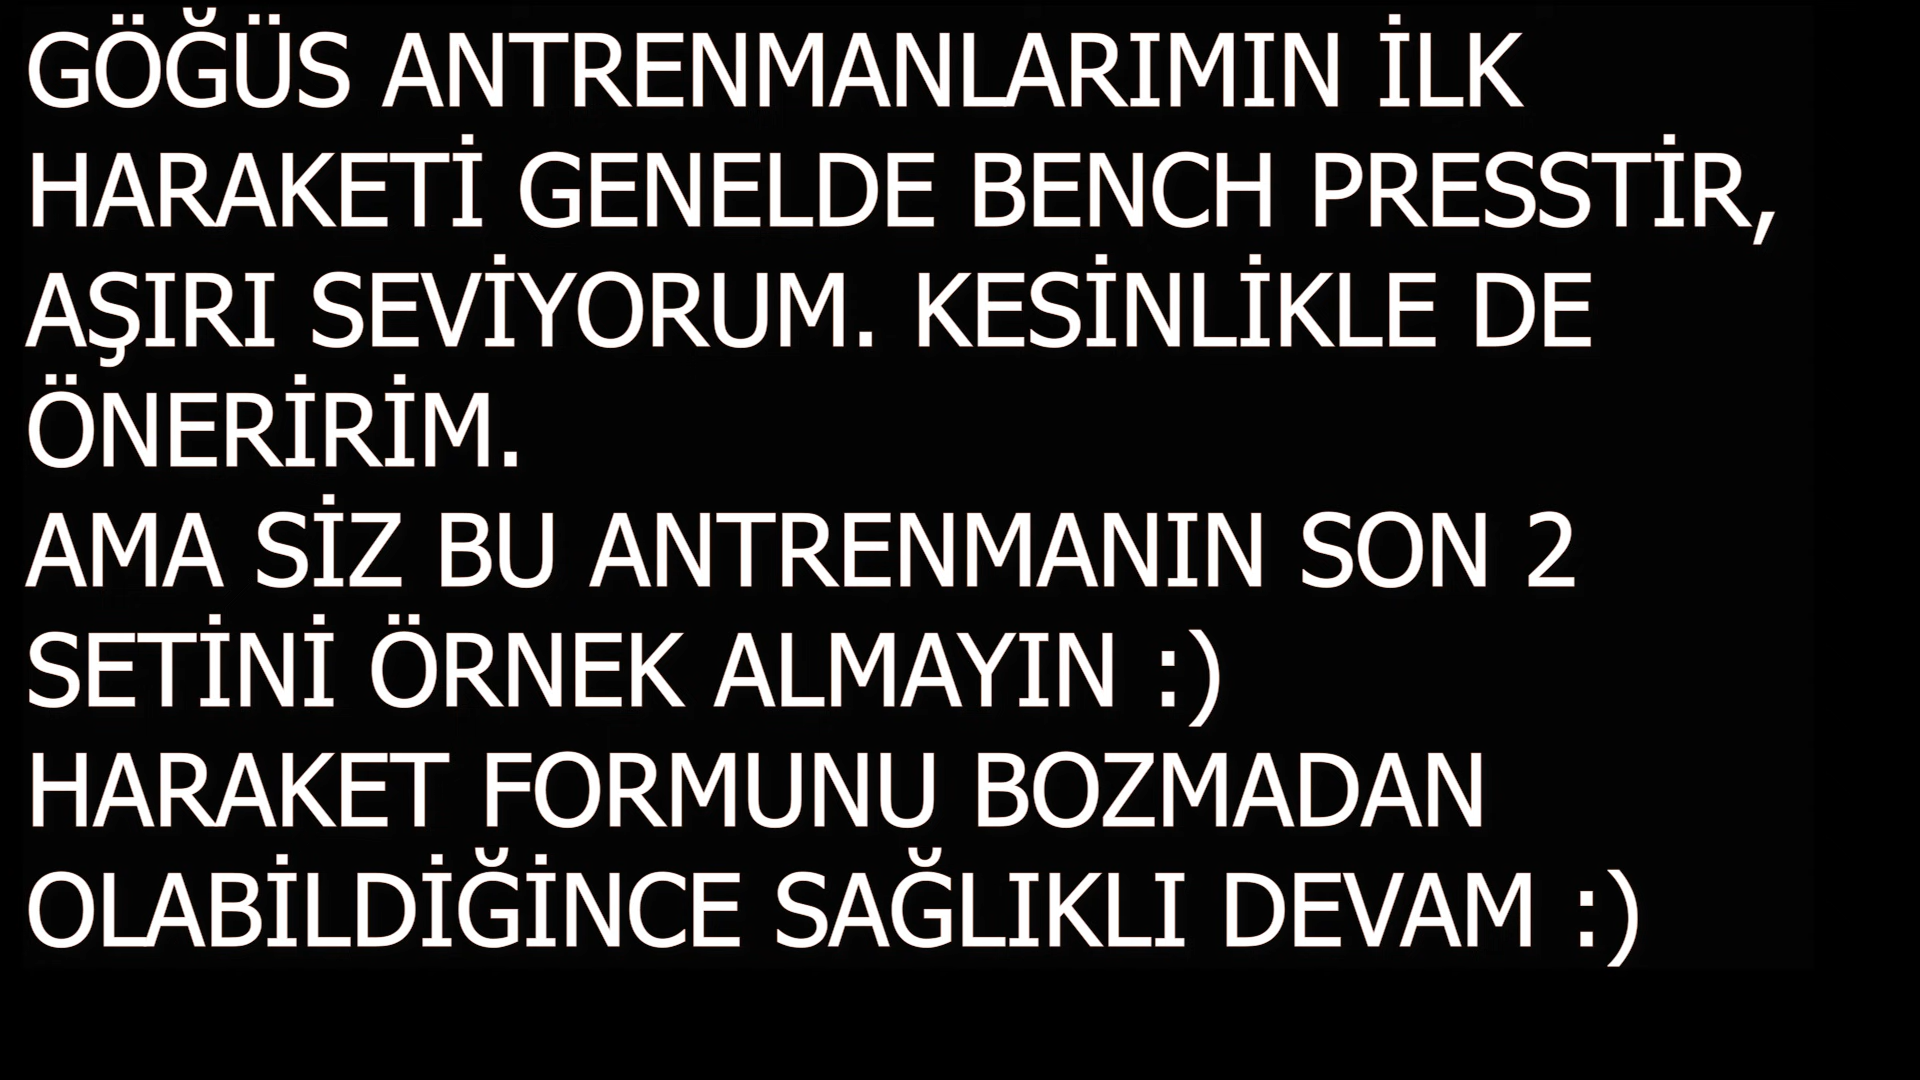 GÖĞÜS ANTRENMANLARIMIN İLK
HARAKETİ GENELDE BENCH PRESSTİR,
AŞIRI SEVİYORUM. KESİNLİKLE DE
ÖNERİRİM.
AMA SİZ BU ANTRENMANIN SON 2
SETİNİ ÖRNEK ALMAYIN :)
HARAKET FORMUNU BOZMADAN
OLABİLDİĞİNCE SAĞLIKLI DEVAM :)